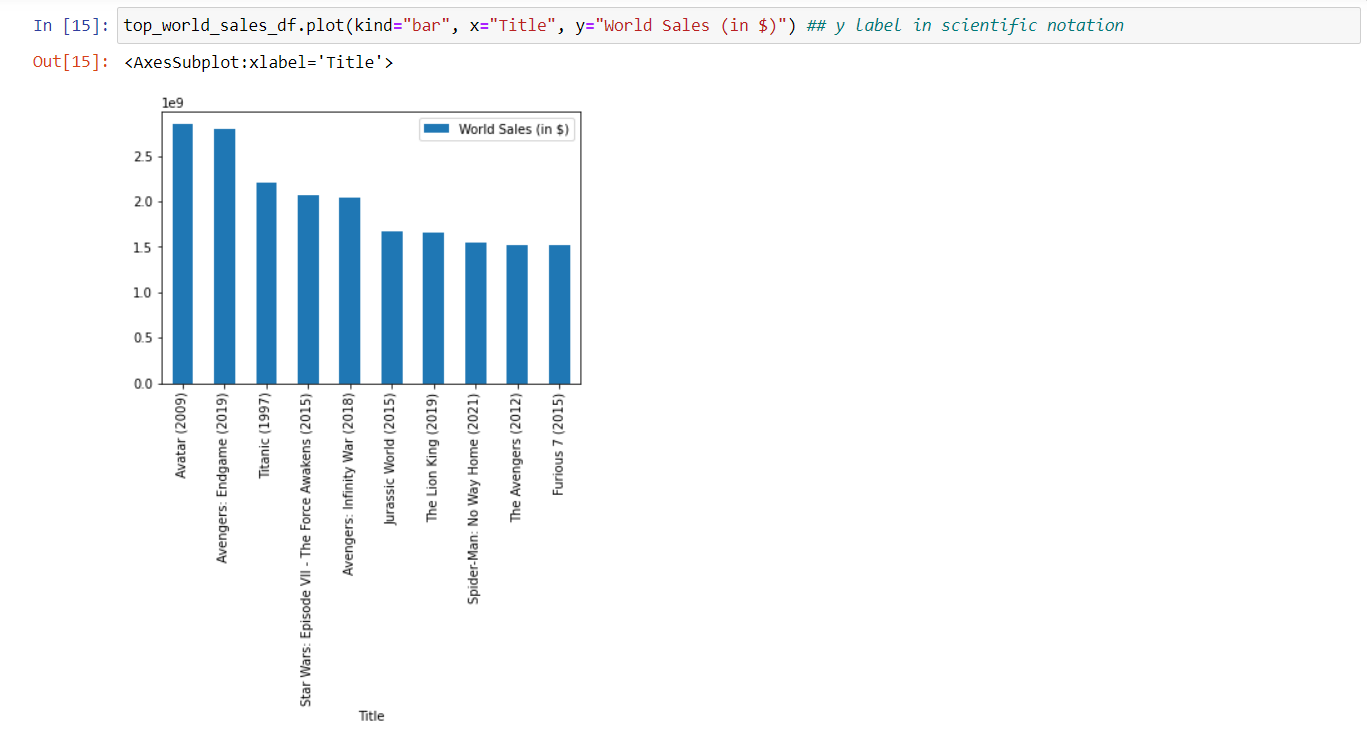 In [15]: top_world_sales_df.plot(kind="bar", x="Title", y="World Sales (in $)") ## y label in scientific notation
Out[15]: <AxesSubplot:xlabel='Title'>
1e9
World Sales (in $)
2.5
2.0
1.5
1.0
0.5
0.0
Avatar (2009)
Avengers: Endgame (2019)
Titanic (1997)
Star Wars: Episode VII - The Force Awakens (2015)
Avengers: Infinity War (2018)
Jurassic World (2015)
The Lion King (2019)
Spider-Man: No Way Home (2021)
The Avengers (2012)
Furious 7 (2015)
Title